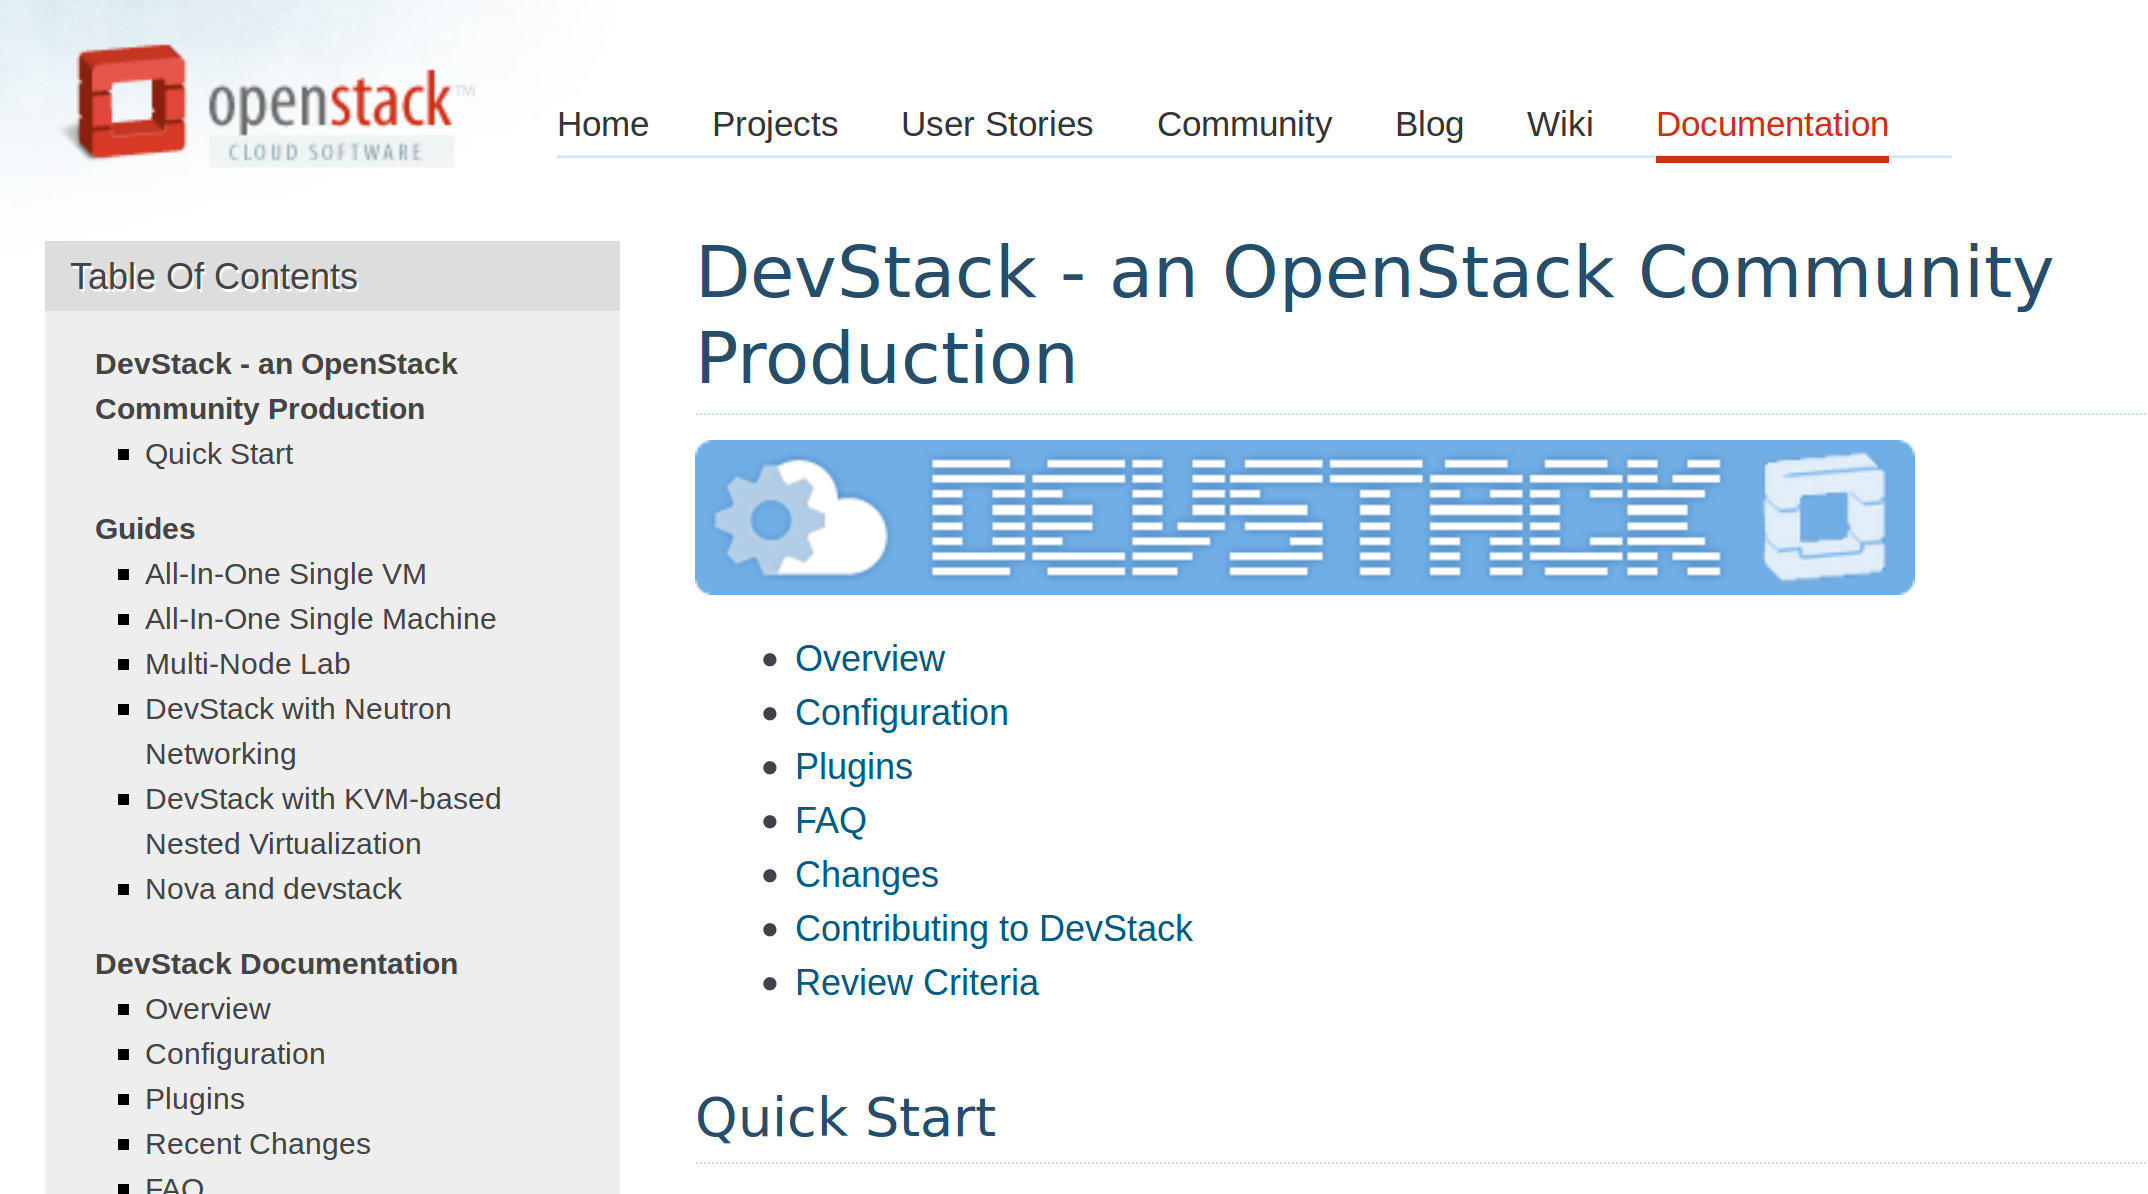 openstack™
CLOUD SOFTWARE
Home Projects User Stories Community Blog Wiki Documentation
Table Of Contents
DevStack - an OpenStack
Community Production
Quick Start
Guides
All-In-One Single VM
All-In-One Single Machine
Multi-Node Lab
DevStack with Neutron
Networking
DevStack with KVM-based
Nested Virtualization
Nova and devstack
DevStack Documentation
Overview
Configuration
Plugins
Recent Changes
FAQ
DevStack - an OpenStack Community
Production
DEVSTACK
Overview
Configuration
Plugins
FAQ
Changes
Contributing to DevStack
Review Criteria
Quick Start